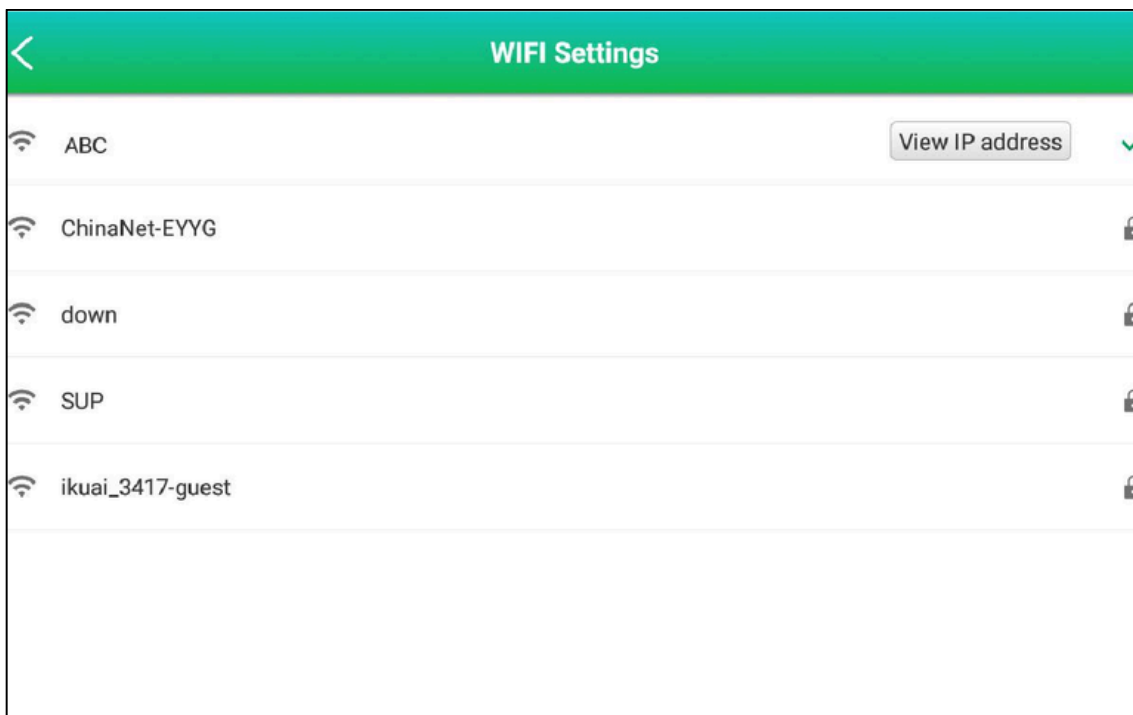 WIFI Settings
ABC View IP address
ChinaNet-EYYG
down
SUP
ikuai_3417-guest